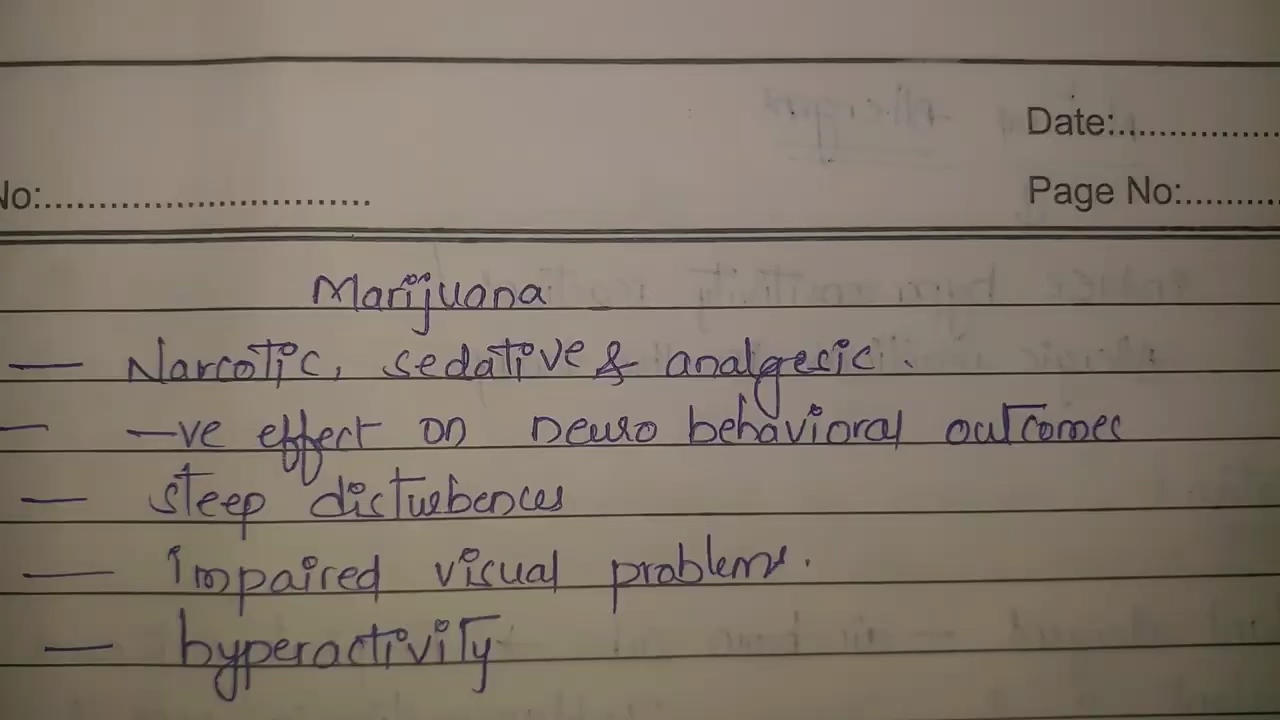 Date:...............
No:.............................
Page No:..........
Marijuana
— Narcotic, sedative & analgesic.
— -ve effect on neuro behavioral outcomes
— steep disturbences
— Impaired visual problems.
— hyperactivity